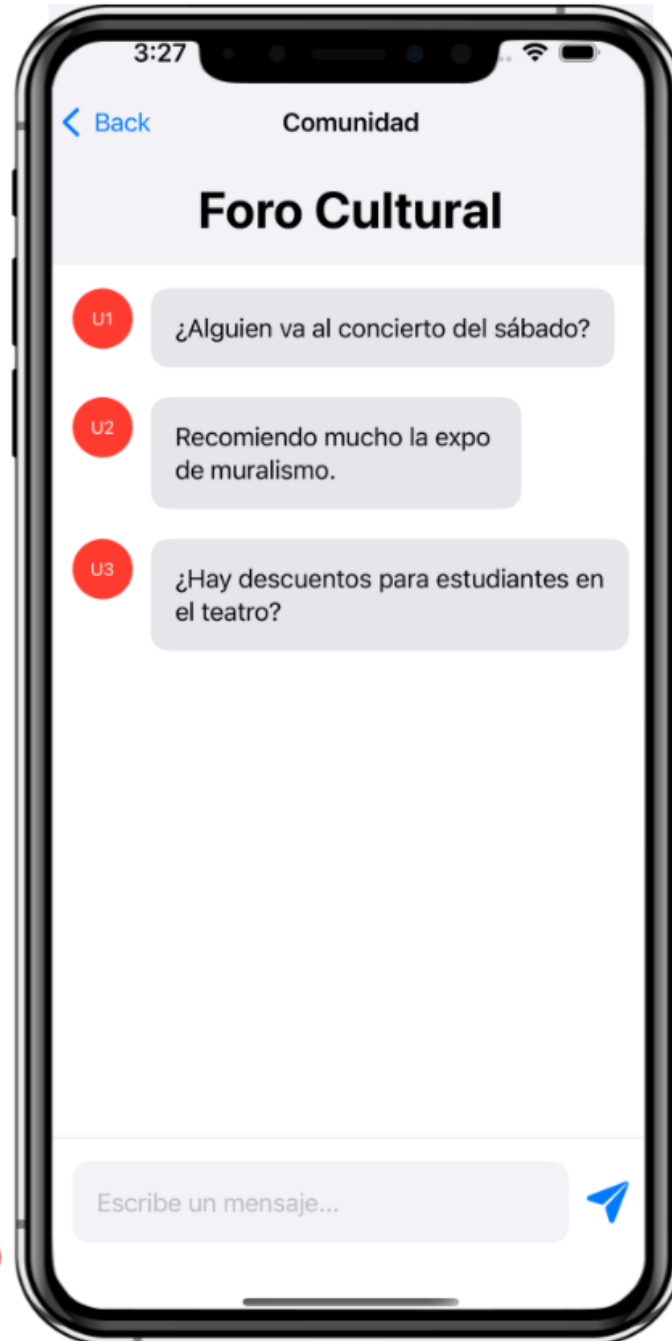 3:27
Back
Comunidad
Foro Cultural
U1
¿Alguien va al concierto del sábado?
U2
Recomiendo mucho la expo
de muralismo.
U3
¿Hay descuentos para estudiantes en
el teatro?
Escribe un mensaje...